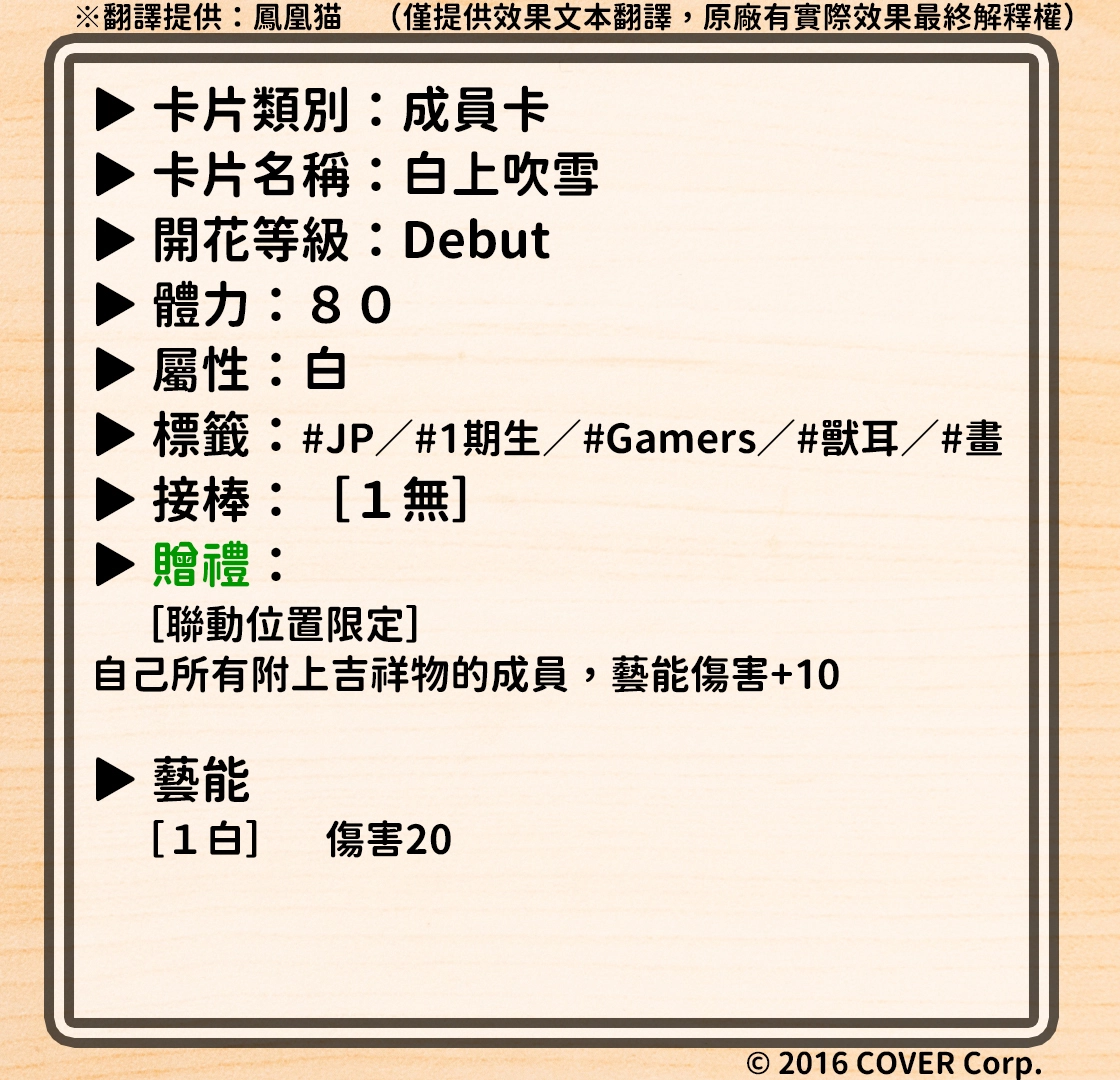 ※翻譯提供：鳳凰猫　（僅提供效果文本翻譯，原廠有實際效果最終解釋權）
▶ 卡片類別：成員卡
▶ 卡片名稱：白上吹雪
▶ 開花等級：Debut
▶ 體力：８０
▶ 屬性：白
▶ 標籤：#JP／#1期生／#Gamers／#獸耳／#畫
▶ 接棒：［１無］
▶ 贈禮：
[聯動位置限定]
自己所有附上吉祥物的成員，藝能傷害+10
▶ 藝能
[１白]　傷害20
© 2016 COVER Corp.